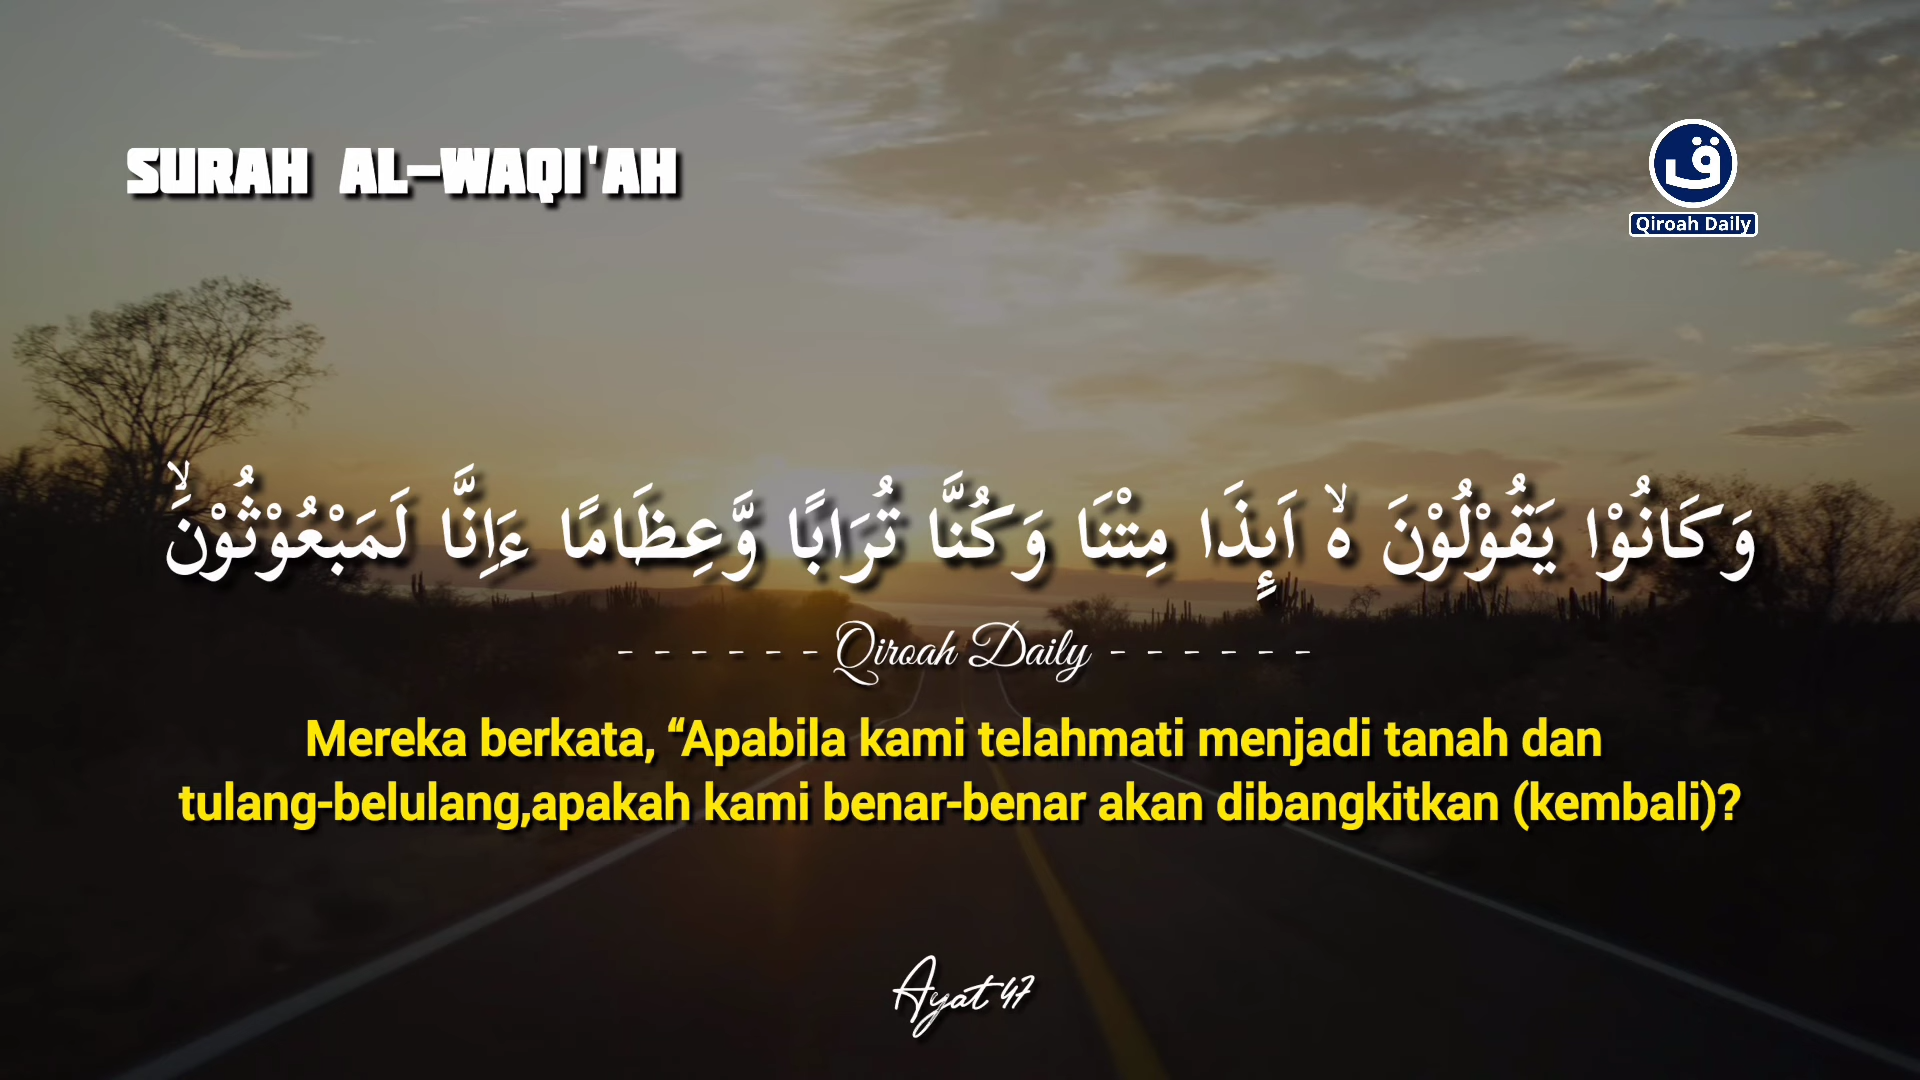 SURAH AL-WAQI'AH
ق
Qiroah Daily
وَكَانُوْا يَقُوْلُوْنَ ەۙ اَىِٕذَا مِتْنَا وَكُنَّا تُرَابًا وَّعِظَامًا ءَاِنَّا لَمَبْعُوْثُوْنَۙ
- - - - - - Qiroah Daily - - - - - -
Mereka berkata, “Apabila kami telahmati menjadi tanah dan
tulang-belulang,apakah kami benar-benar akan dibangkitkan (kembali)?
Ayat 47